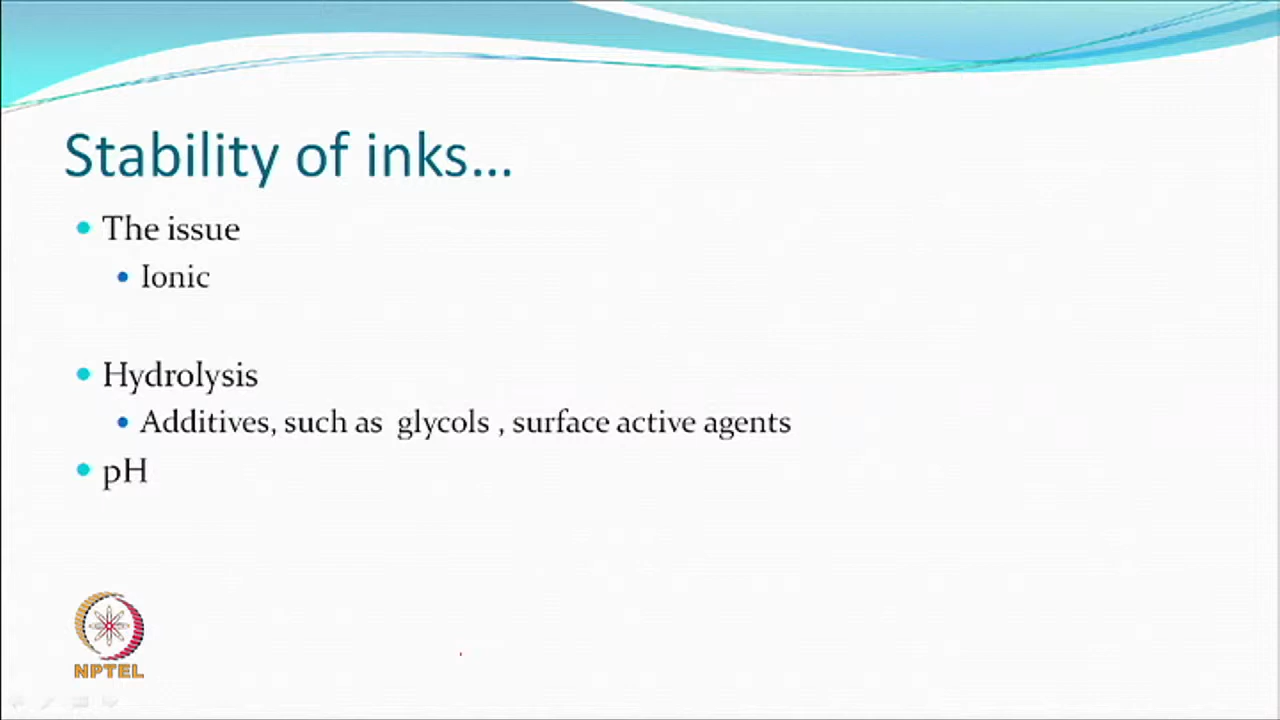 Stability of inks...
The issue
Ionic
Hydrolysis
Additives, such as glycols , surface active agents
pH
NPTEL